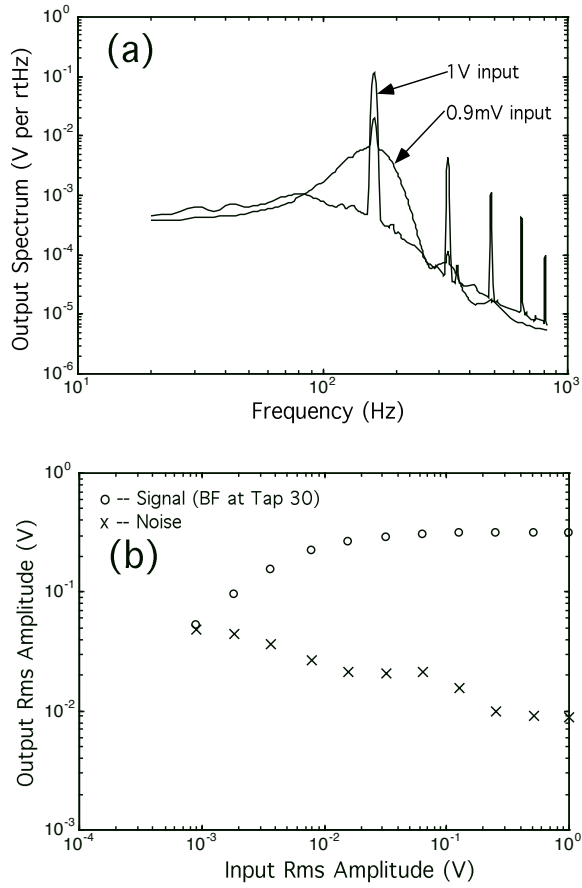 10^0
(a)
10^-1
1V input
0.9mV input
10^-2
10^-3
10^-4
10^-5
10^-6
Output Spectrum (V per rtHz)
10^1
10^2
10^3
Frequency (Hz)
10^0
o -- Signal (BF at Tap 30)
x -- Noise
(b)
10^-1
10^-2
10^-3
Output Rms Amplitude (V)
10^-4
10^-3
10^-2
10^-1
10^0
Input Rms Amplitude (V)